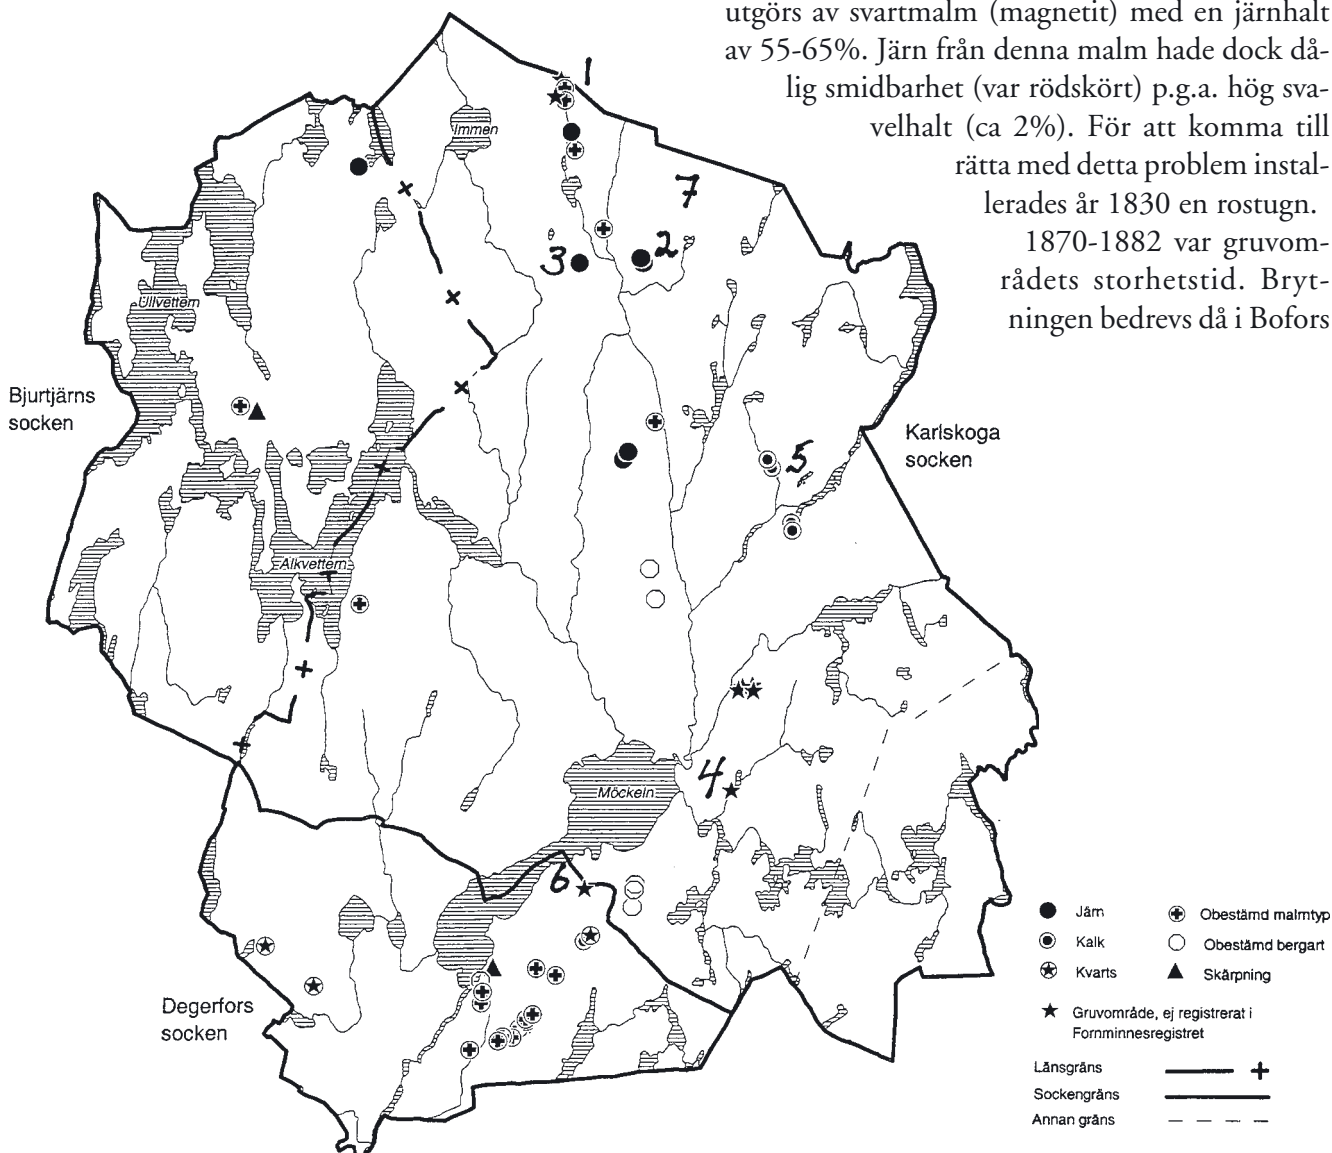 utgörs av svartmalm (magnetit) med en järnhalt
av 55-65%. Järn från denna malm hade dock då-
lig smidbarhet (var rödskört) p.g.a. hög sva-
velhalt (ca 2%). För att komma till
rätta med detta problem instal-
lerades år 1830 en rostugn.
1870-1882 var gruvom-
rådets storhetstid. Bryt-
ningen bedrevs då i Bofors
1
Immen
7
2
3
Ullvettern
Bjurtjärns
socken
Karlskoga
socken
5
Alkvettern
4
Möckeln
6
Degerfors
socken
Järn
Obestämd malmtyp
Kalk
Obestämd bergart
Kvarts
Skärpning
Gruvområde, ej registrerat i
Fornminnesregistret
Länsgräns
Sockengräns
Annan gräns